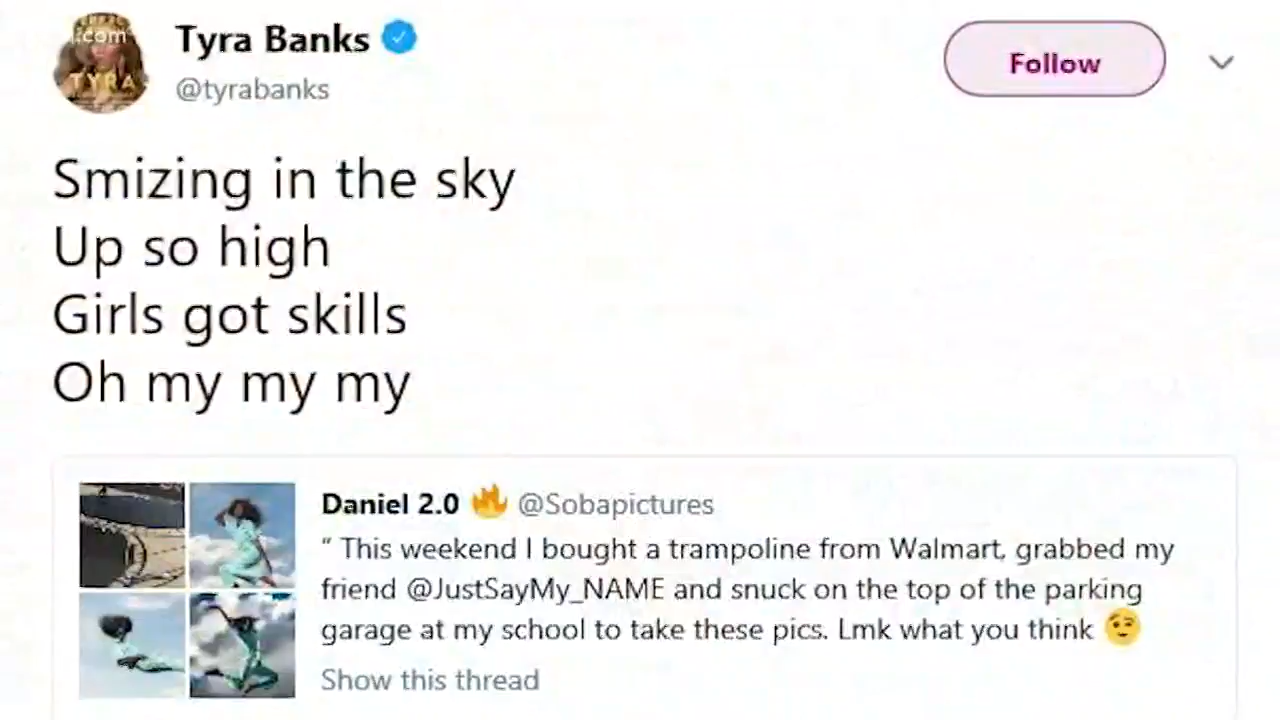 .com
TYRA
Tyra Banks
@tyrabanks
Follow
Smizing in the sky
Up so high
Girls got skills
Oh my my my
Daniel 2.0 🔥 @Sobapictures
“ This weekend I bought a trampoline from Walmart, grabbed my
friend @JustSayMy_NAME and snuck on the top of the parking
garage at my school to take these pics. Lmk what you think 😉
Show this thread